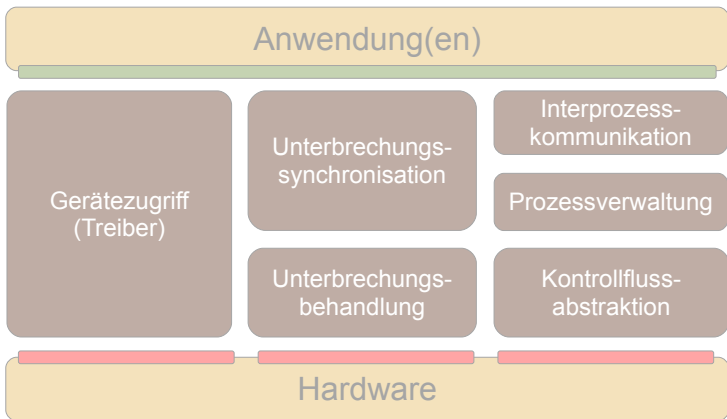 Anwendung(en)
Gerätezugriff
(Treiber)
Unterbrechungs-
synchronisation
Unterbrechungs-
behandlung
Interprozess-
kommunikation
Prozessverwaltung
Kontrollfluss-
abstraktion
Hardware